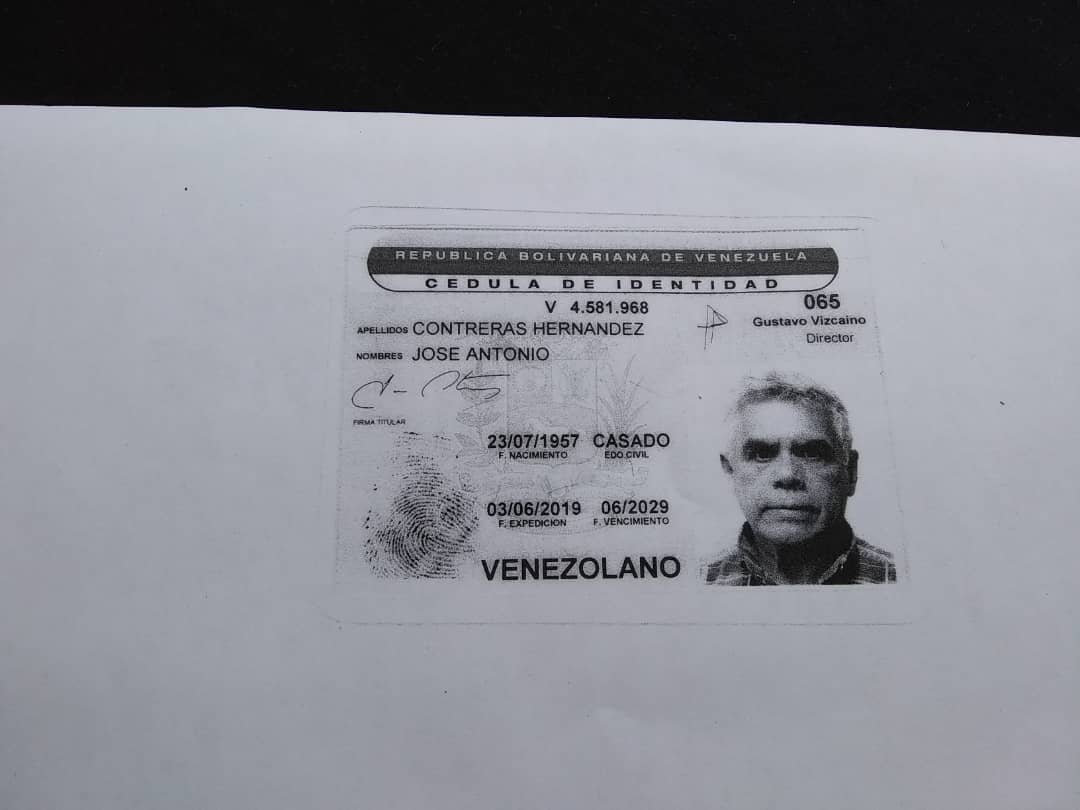 REPUBLICA BOLIVARIANA DE VENEZUELA
CEDULA DE IDENTIDAD
V 4.581.968
065
Gustavo Vizcaino
Director
APELLIDOS CONTRERAS HERNANDEZ
NOMBRES JOSE ANTONIO
FIRMA TITULAR
23/07/1957 CASADO
F. NACIMIENTO EDO.CIVIL
03/06/2019 06/2029
F. EXPEDICION F. VENCIMIENTO
VENEZOLANO